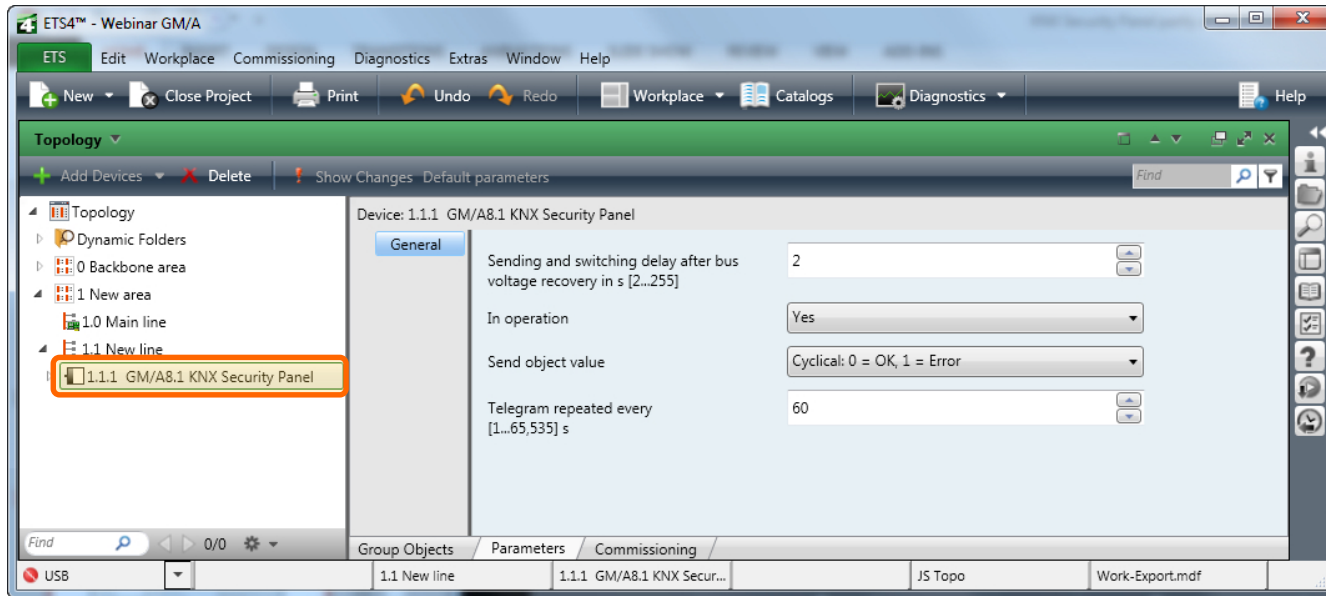 ETS4™ - Webinar GM/A
ETS Edit Workplace Commissioning Diagnostics Extras Window Help
New Close Project Print Undo Redo Workplace Catalogs Diagnostics Help
Topology
Add Devices Delete Show Changes Default parameters Find
Topology
Dynamic Folders
0 Backbone area
1 New area
1.0 Main line
1.1 New line
1.1.1 GM/A8.1 KNX Security Panel
Device: 1.1.1 GM/A8.1 KNX Security Panel
General
Sending and switching delay after bus
voltage recovery in s [2...255]
2
In operation
Yes
Send object value
Cyclical: 0 = OK, 1 = Error
Telegram repeated every
[1...65,535] s
60
Find 0/0
Group Objects Parameters Commissioning
USB 1.1 New line 1.1.1 GM/A8.1 KNX Secur... JS Topo Work-Export.mdf